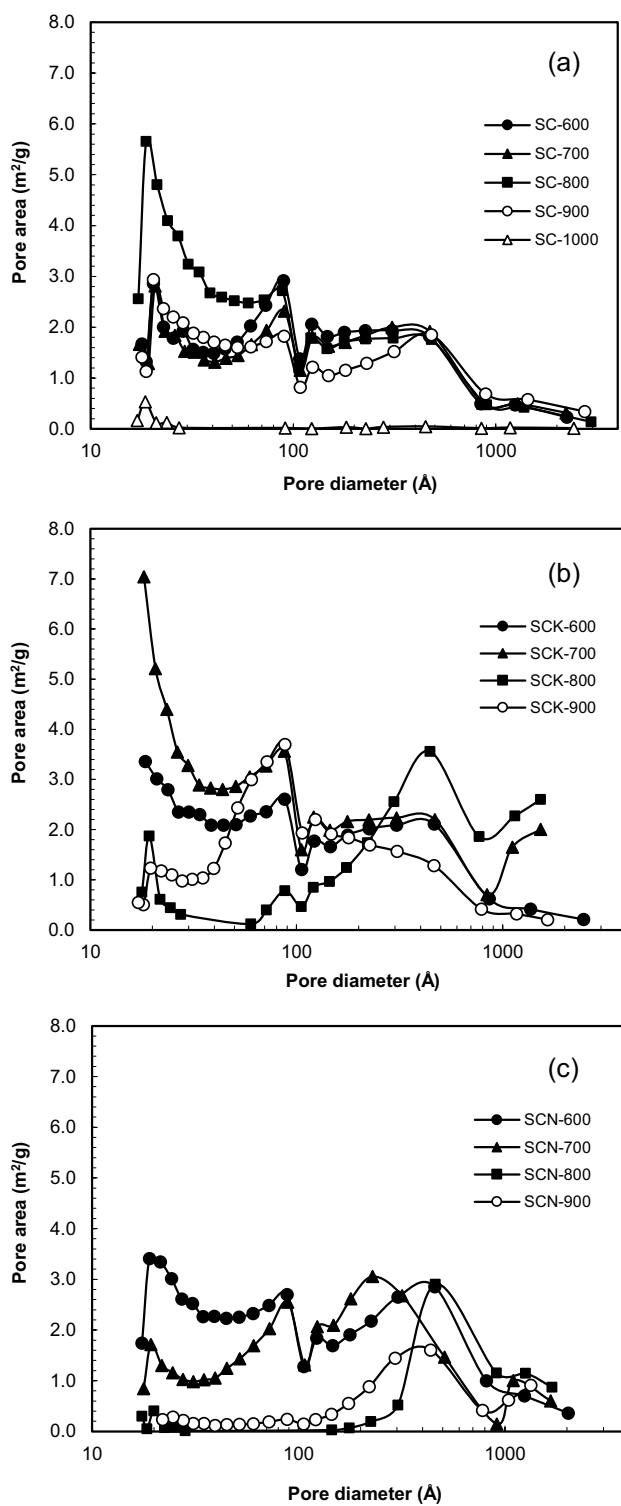 8.0
(a)
7.0
6.0
SC-600
SC-700
5.0
SC-800
SC-900
4.0
SC-1000
Pore area (m²/g)
3.0
2.0
1.0
0.0
10
100
1000
Pore diameter (Å)
8.0
(b)
7.0
6.0
SCK-600
SCK-700
5.0
SCK-800
SCK-900
4.0
Pore area (m²/g)
3.0
2.0
1.0
0.0
10
100
1000
Pore diameter (Å)
8.0
(c)
7.0
6.0
SCN-600
SCN-700
5.0
SCN-800
SCN-900
4.0
Pore area (m²/g)
3.0
2.0
1.0
0.0
10
100
1000
Pore diameter (Å)